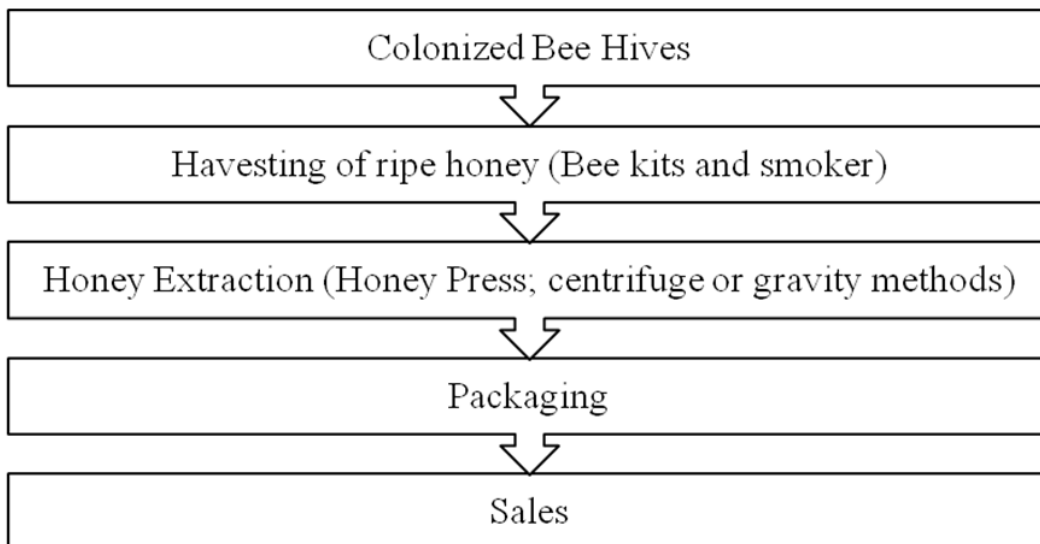 Colonized Bee Hives
Havesting of ripe honey (Bee kits and smoker)
Honey Extraction (Honey Press; centrifuge or gravity methods)
Packaging
Sales